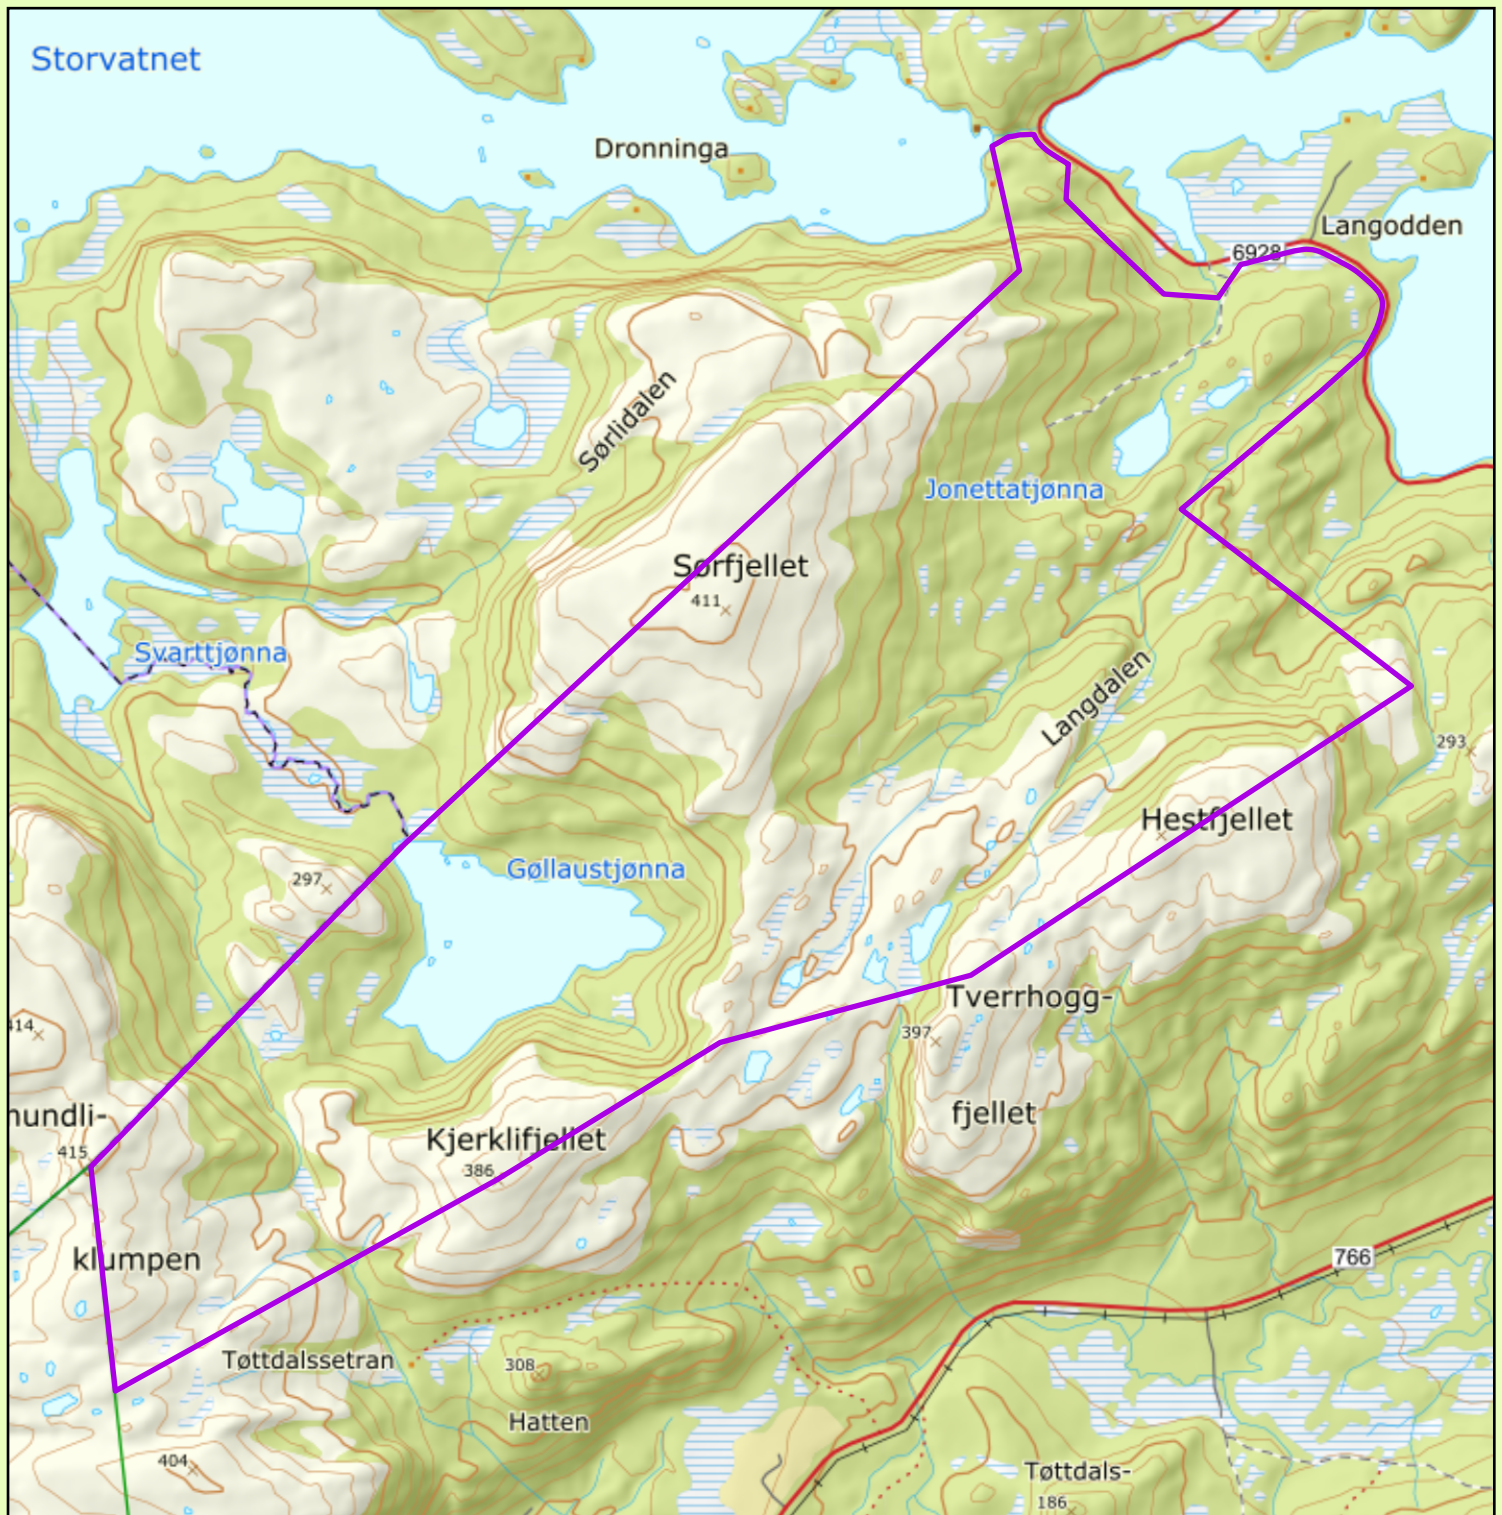 Storvatnet
Dronninga
Langodden
6928
Sørlidalen
Jonettatjønna
Sørfjellet
411
Svarttjønna
Langdalen
293
Hestfjellet
Gøllaustjønna
297
Tverrhogg-
fjellet
397
414
mundli-
klumpen
415
Kjerklifjellet
386
766
Tøttdalssetran
308
Hatten
404
Tøttdals-
186